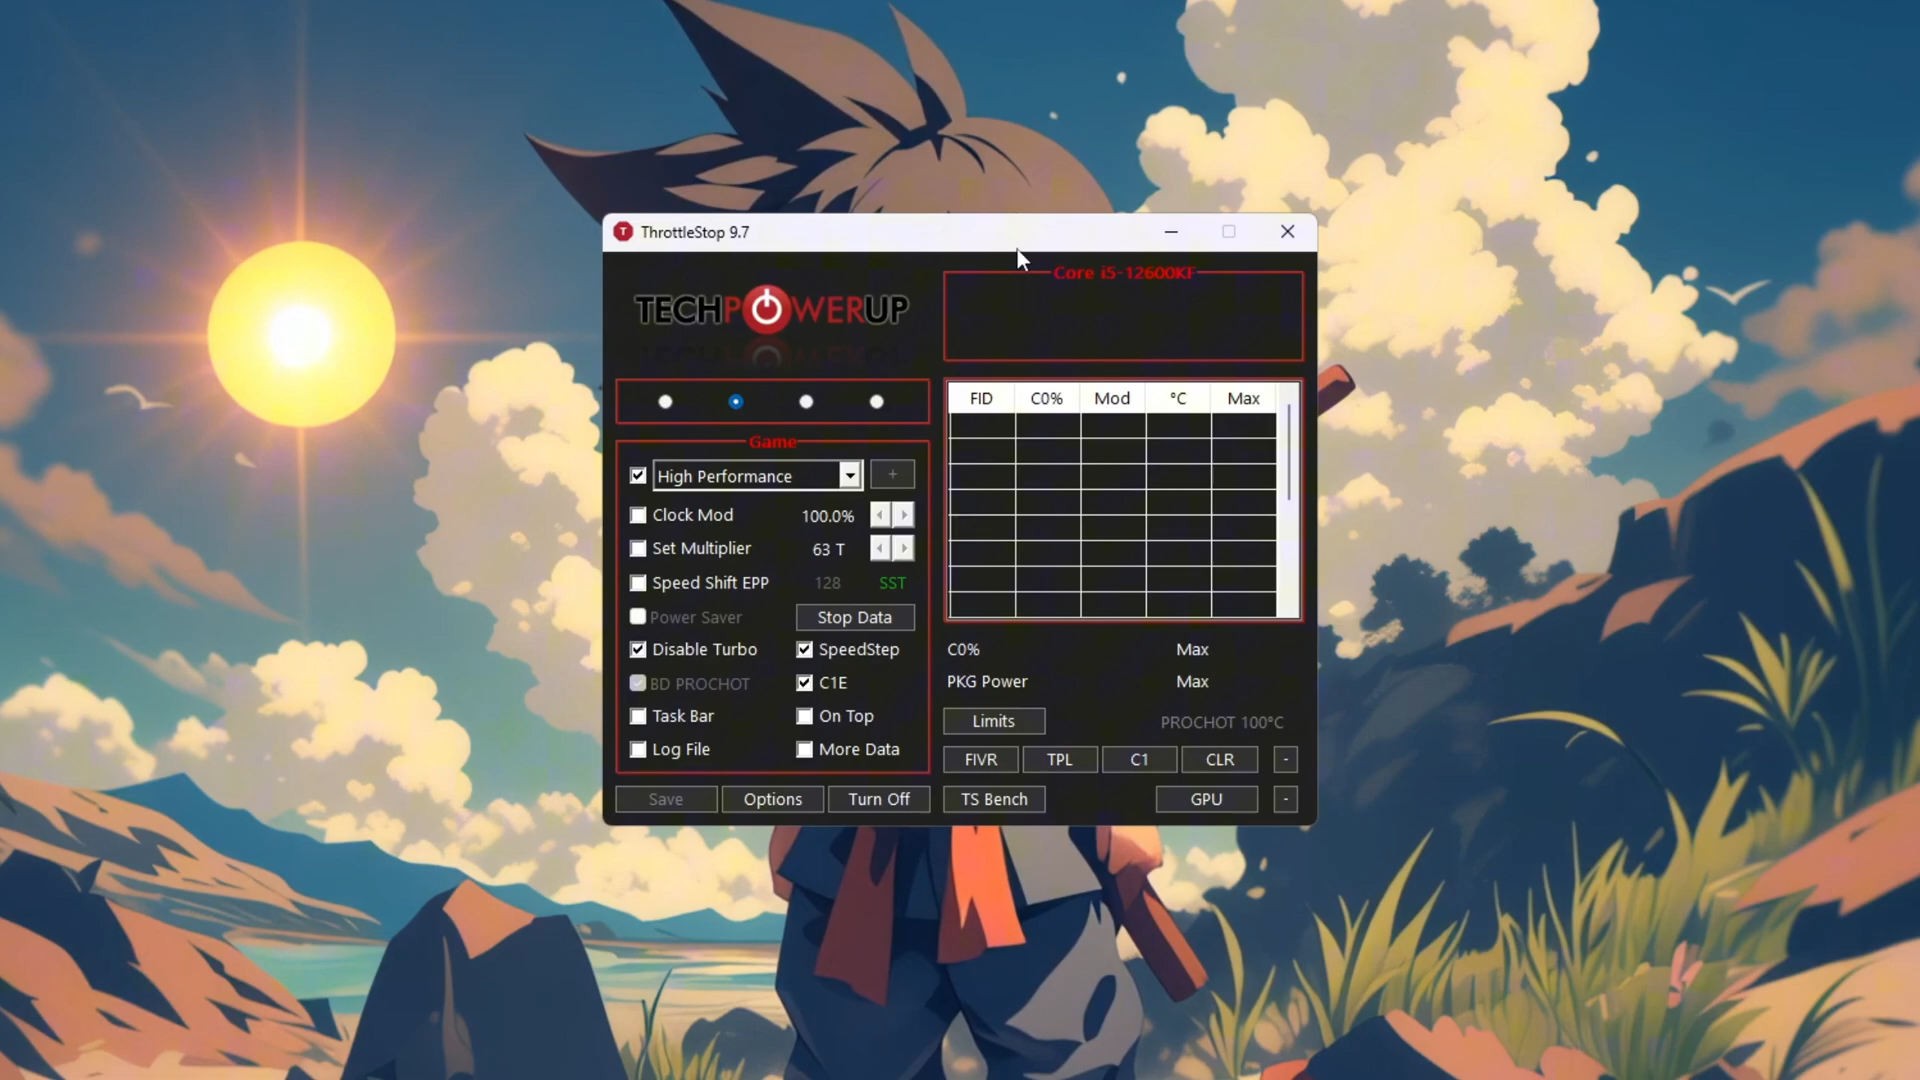 ThrottleStop 9.7
TECHPOWERUP
Core i5-12600KF
FID C0% Mod °C Max
Game
High Performance +
Clock Mod 100.0%
Set Multiplier 63 T
Speed Shift EPP 128 SST
Power Saver Stop Data
Disable Turbo SpeedStep
BD PROCHOT C1E
Task Bar On Top
Log File More Data
C0% Max
PKG Power Max
Limits PROCHOT 100°C
FIVR TPL C1 CLR -
Save Options Turn Off TS Bench GPU -